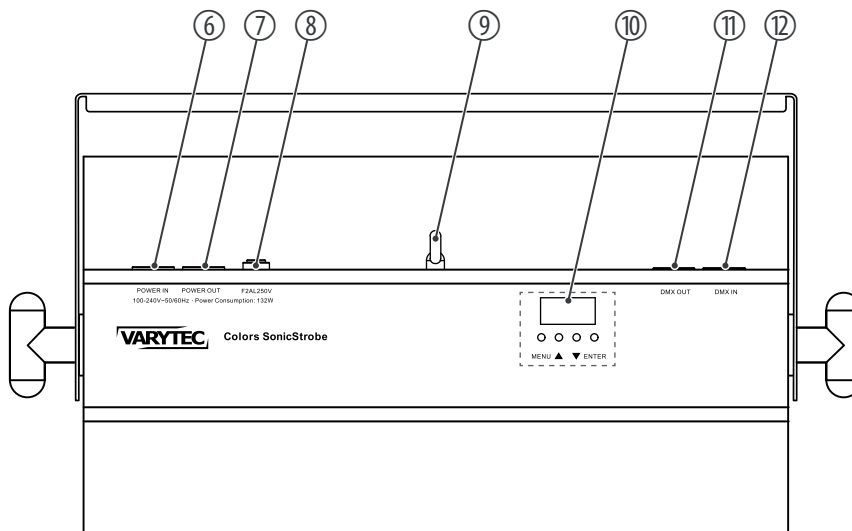 ⑥ ⑦ ⑧ ⑨ ⑩ ⑪ ⑫
POWER IN POWER OUT F2AL250V DMX OUT DMX IN
100-240V~50/60Hz · Power Consumption: 132W
VARYTEC Colors SonicStrobe
MENU ▲ ▼ ENTER